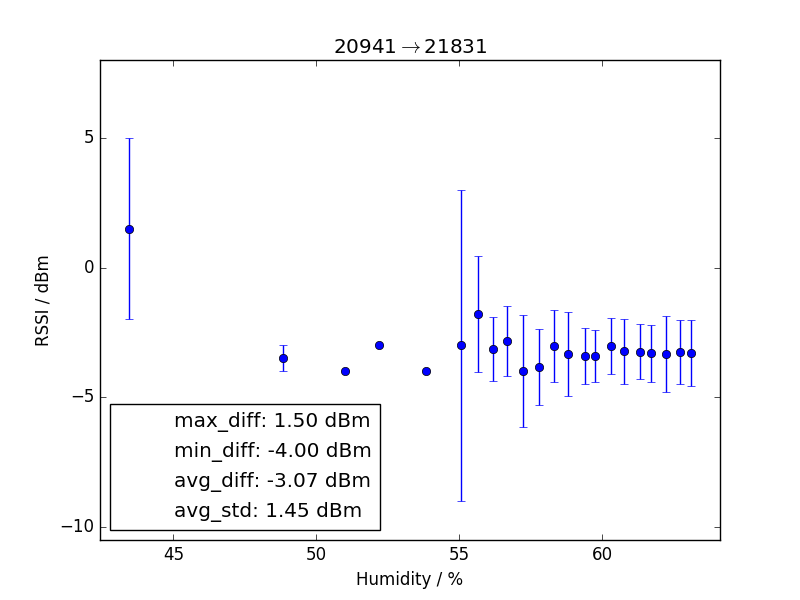 20941→21831
5
0
−5
−10
RSSI / dBm
max_diff: 1.50 dBm
min_diff: -4.00 dBm
avg_diff: -3.07 dBm
avg_std: 1.45 dBm
45 50 55 60
Humidity / %